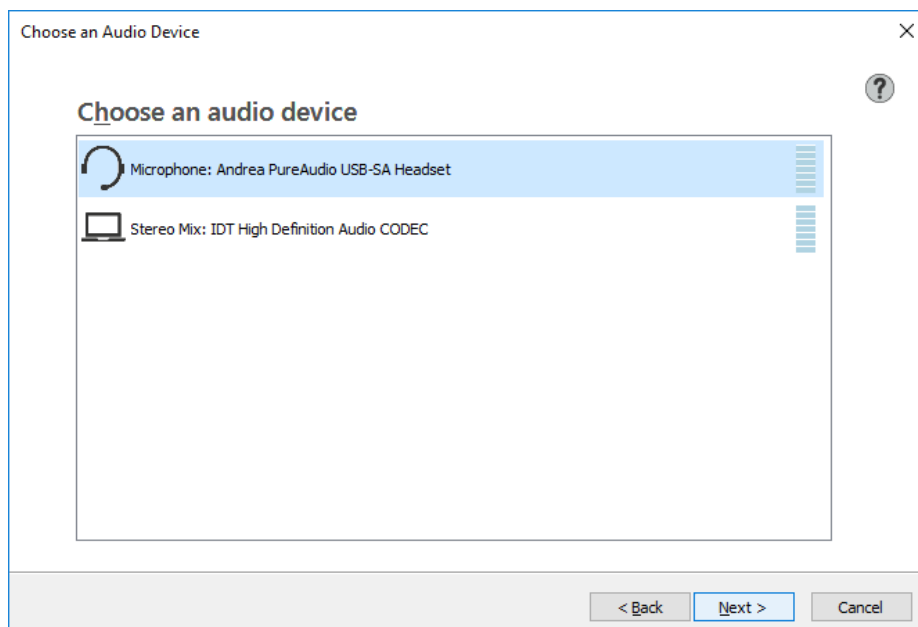 Choose an Audio Device
?
Choose an audio device
Microphone: Andrea PureAudio USB-SA Headset
Stereo Mix: IDT High Definition Audio CODEC
< Back Next > Cancel